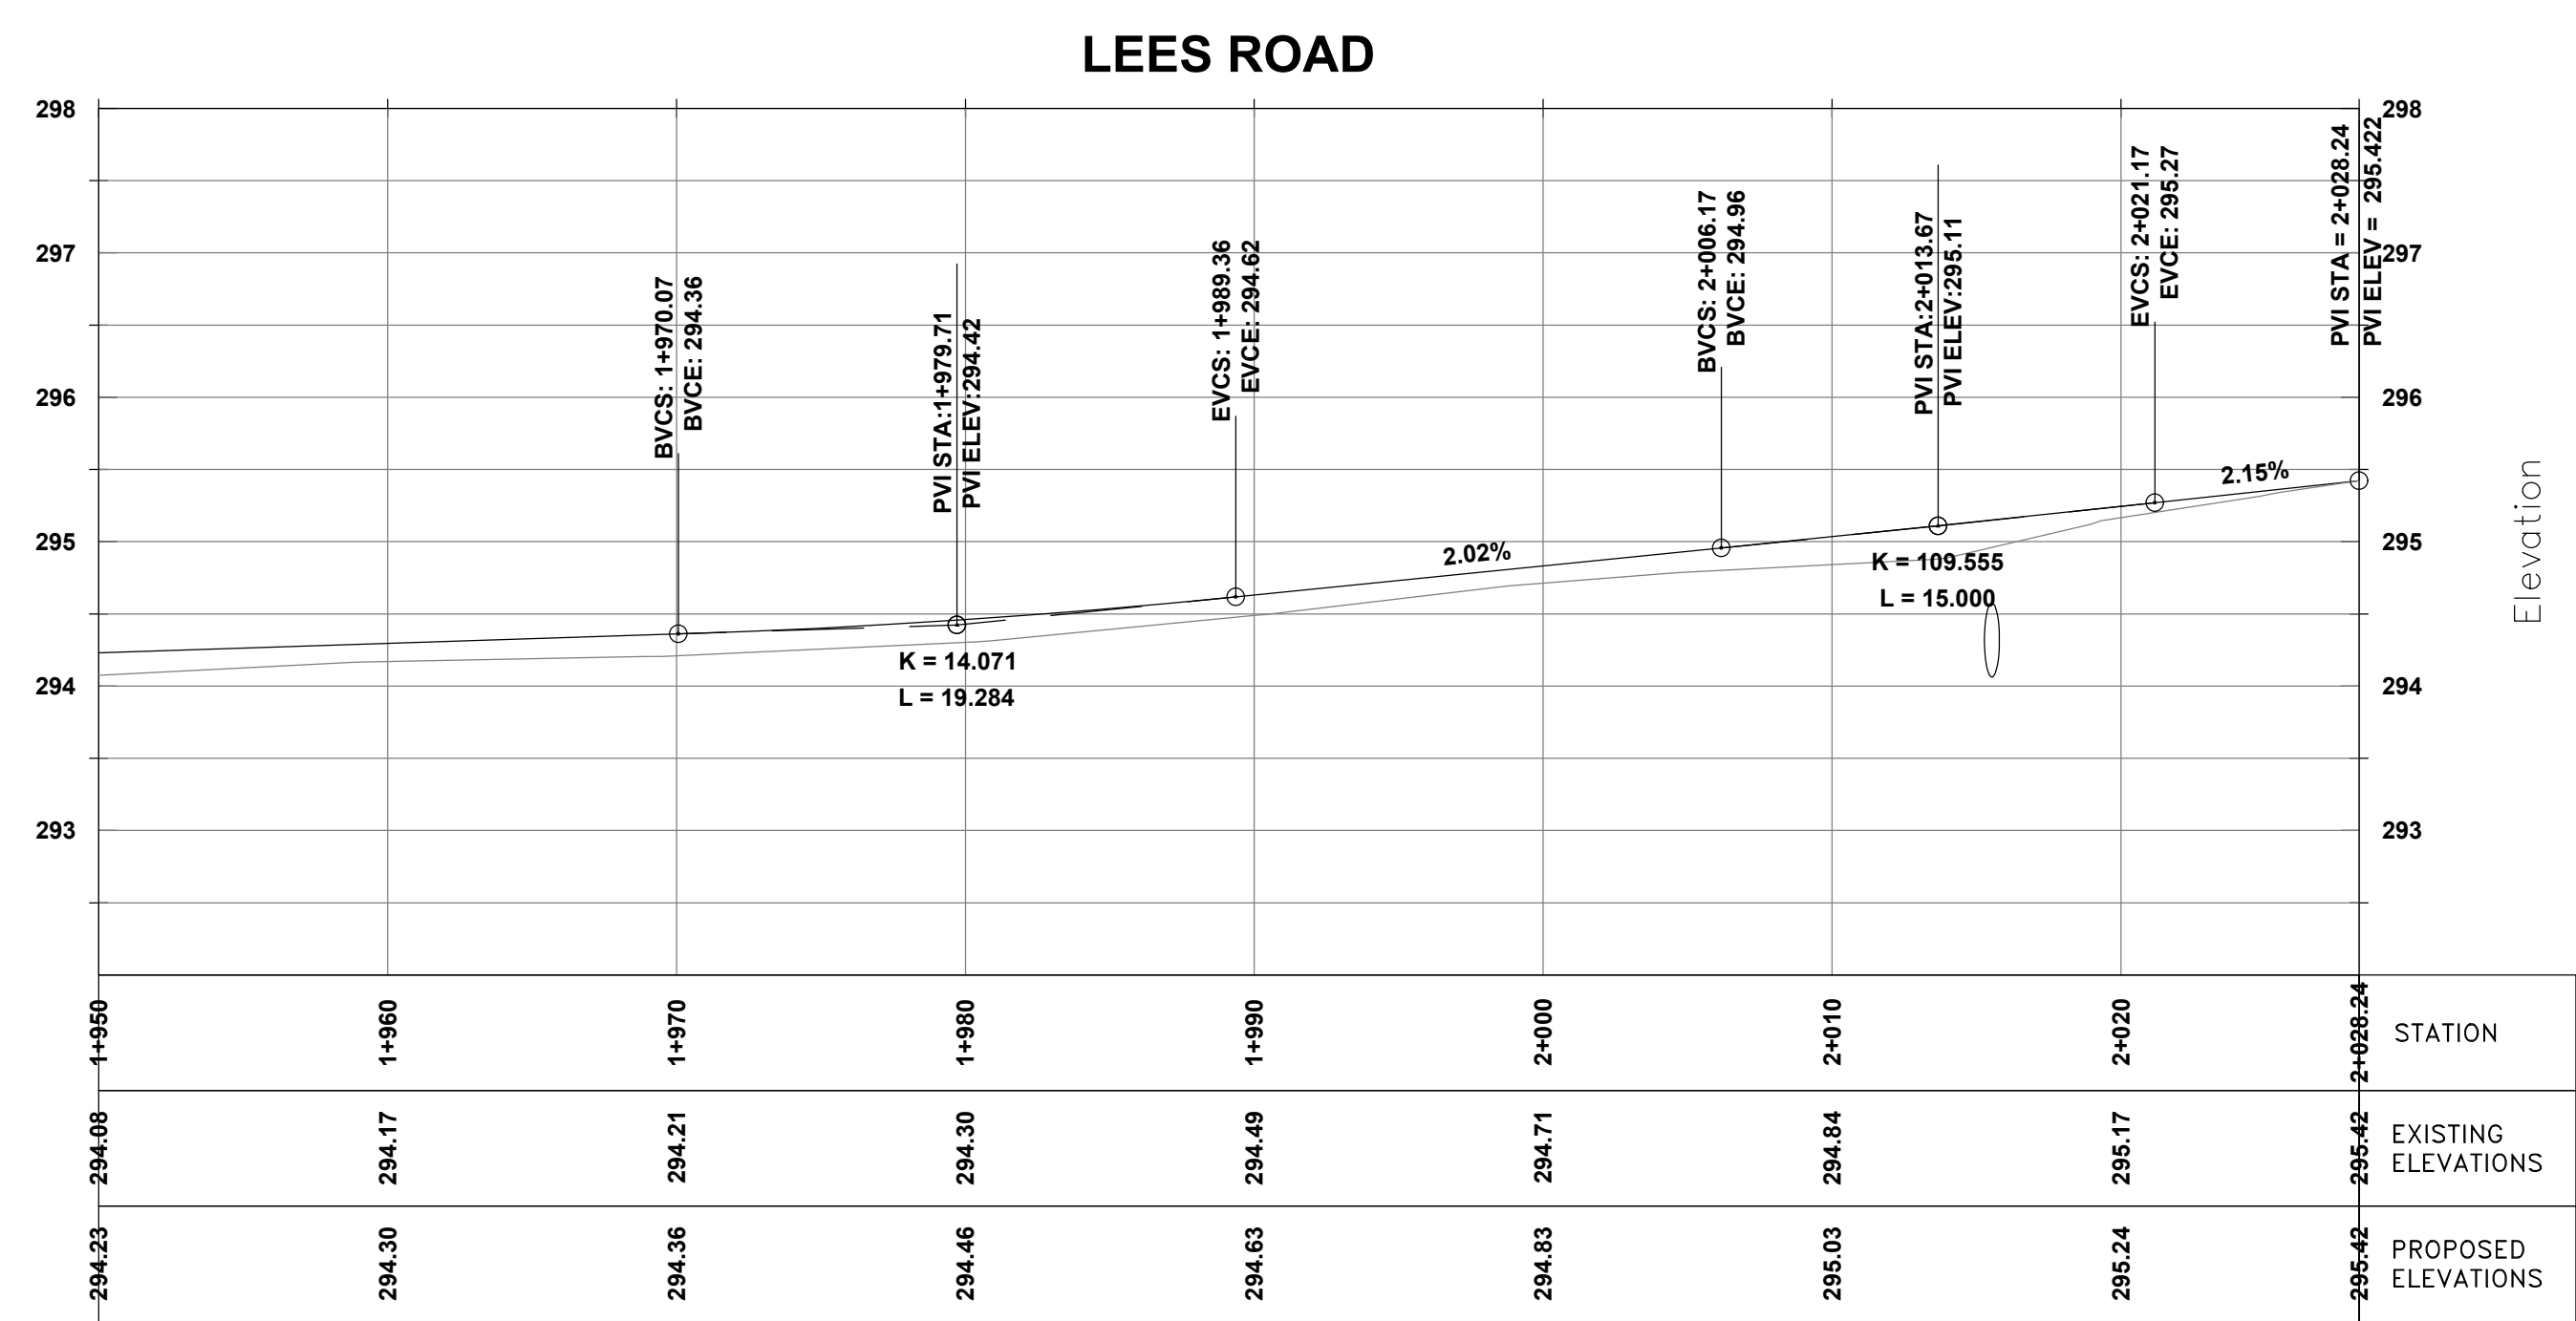 LEES ROAD
298
297
296
295
294
293
298
297
296
295
294
293
Elevation
BVCS: 1+970.07
BVCE: 294.36
PVI STA:1+979.71
PVI ELEV:294.42
K = 14.071
L = 19.284
EVCS: 1+989.36
EVCE: 294.62
2.02%
BVCS: 2+006.17
BVCE: 294.96
PVI STA:2+013.67
PVI ELEV:295.11
K = 109.555
L = 15.000
EVCS: 2+021.17
EVCE: 295.27
2.15%
PVI STA = 2+028.24
PVI ELEV = 295.422
1+950
1+960
1+970
1+980
1+990
2+000
2+010
2+020
2+028.24
STATION
294.08
294.17
294.21
294.30
294.49
294.71
294.84
295.17
295.42
EXISTING
ELEVATIONS
294.23
294.30
294.36
294.46
294.63
294.83
295.03
295.24
295.42
PROPOSED
ELEVATIONS